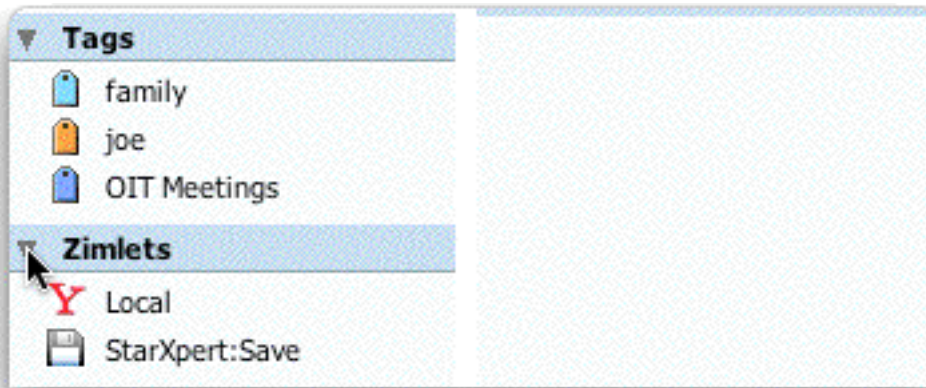 Tags
family
joe
OIT Meetings
Zimlets
Y Local
StarXpert:Save